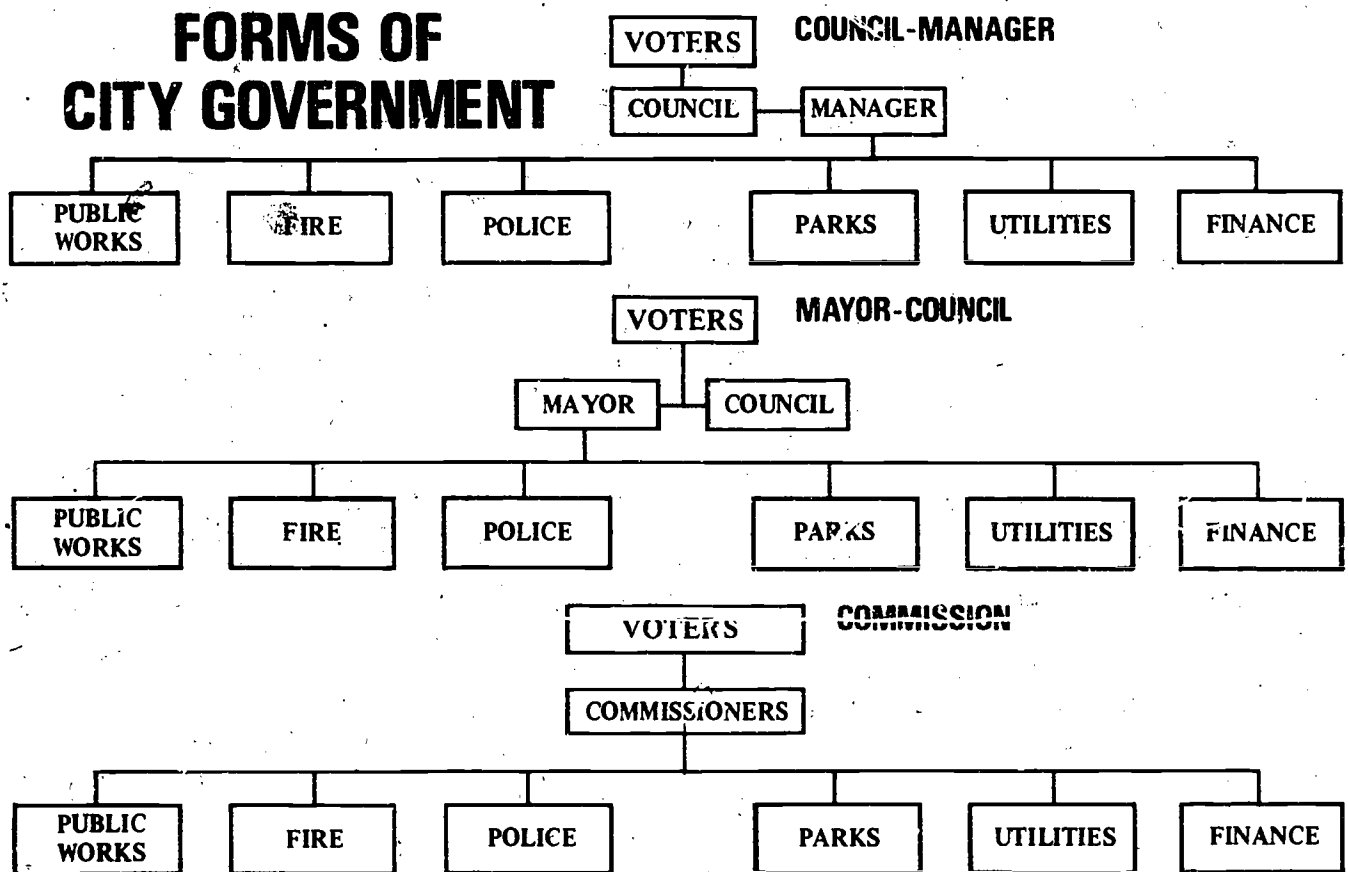 FORMS OF
CITY GOVERNMENT
COUNCIL-MANAGER
VOTERS
COUNCIL
MANAGER
PUBLIC
WORKS
FIRE
POLICE
PARKS
UTILITIES
FINANCE
MAYOR-COUNCIL
VOTERS
MAYOR
COUNCIL
PUBLIC
WORKS
FIRE
POLICE
PARKS
UTILITIES
FINANCE
COMMISSION
VOTERS
COMMISSIONERS
PUBLIC
WORKS
FIRE
POLICE
PARKS
UTILITIES
FINANCE